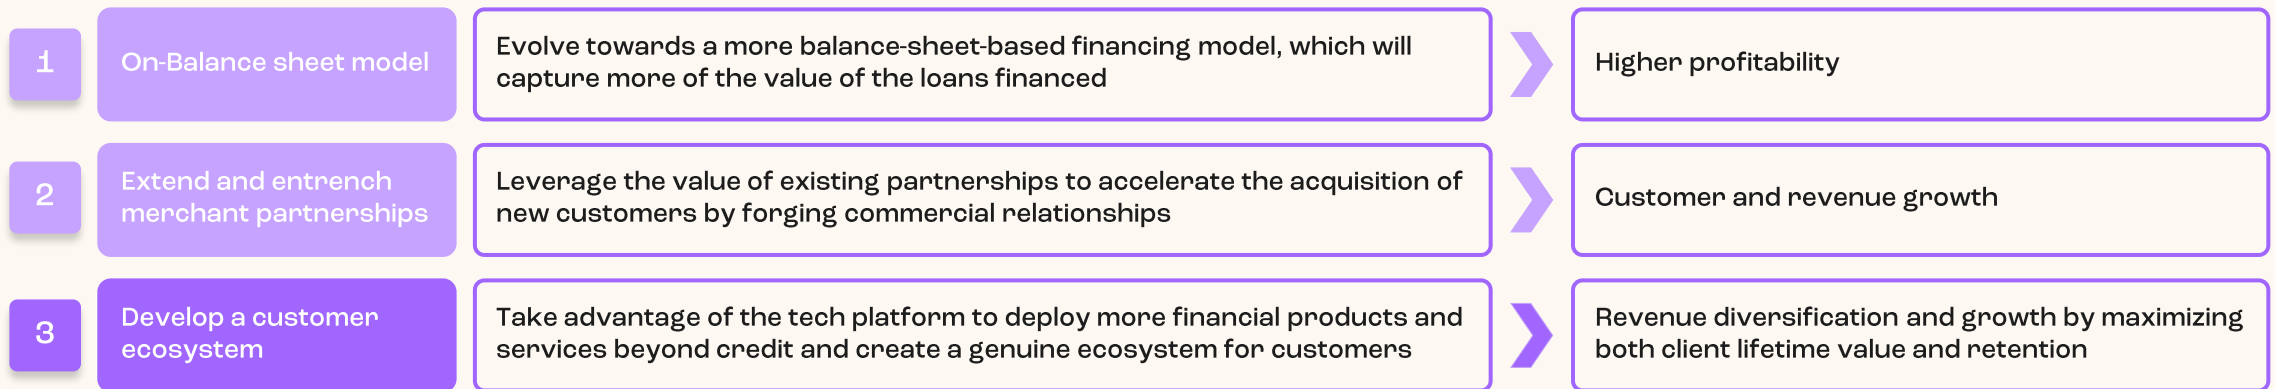 1
On-Balance sheet model
Evolve towards a more balance-sheet-based financing model, which will
capture more of the value of the loans financed
Higher profitability
2
Extend and entrench
merchant partnerships
Leverage the value of existing partnerships to accelerate the acquisition of
new customers by forging commercial relationships
Customer and revenue growth
3
Develop a customer
ecosystem
Take advantage of the tech platform to deploy more financial products and
services beyond credit and create a genuine ecosystem for customers
Revenue diversification and growth by maximizing
both client lifetime value and retention